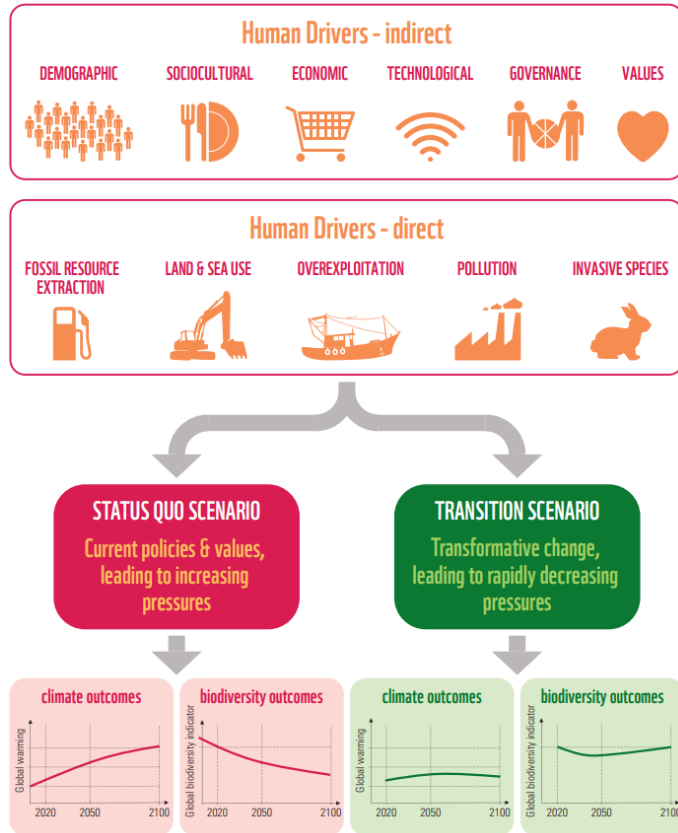 Human Drivers - indirect
DEMOGRAPHIC
SOCIOCULTURAL
ECONOMIC
TECHNOLOGICAL
GOVERNANCE
VALUES
Human Drivers - direct
FOSSIL RESOURCE
EXTRACTION
LAND & SEA USE
OVEREXPLOITATION
POLLUTION
INVASIVE SPECIES
STATUS QUO SCENARIO
Current policies & values,
leading to increasing
pressures
TRANSITION SCENARIO
Transformative change,
leading to rapidly decreasing
pressures
climate outcomes
Global warming
2020 2050 2100
biodiversity outcomes
Global biodiversity indicator
2020 2050 2100
climate outcomes
Global warming
2020 2050 2100
biodiversity outcomes
Global biodiversity indicator
2020 2050 2100